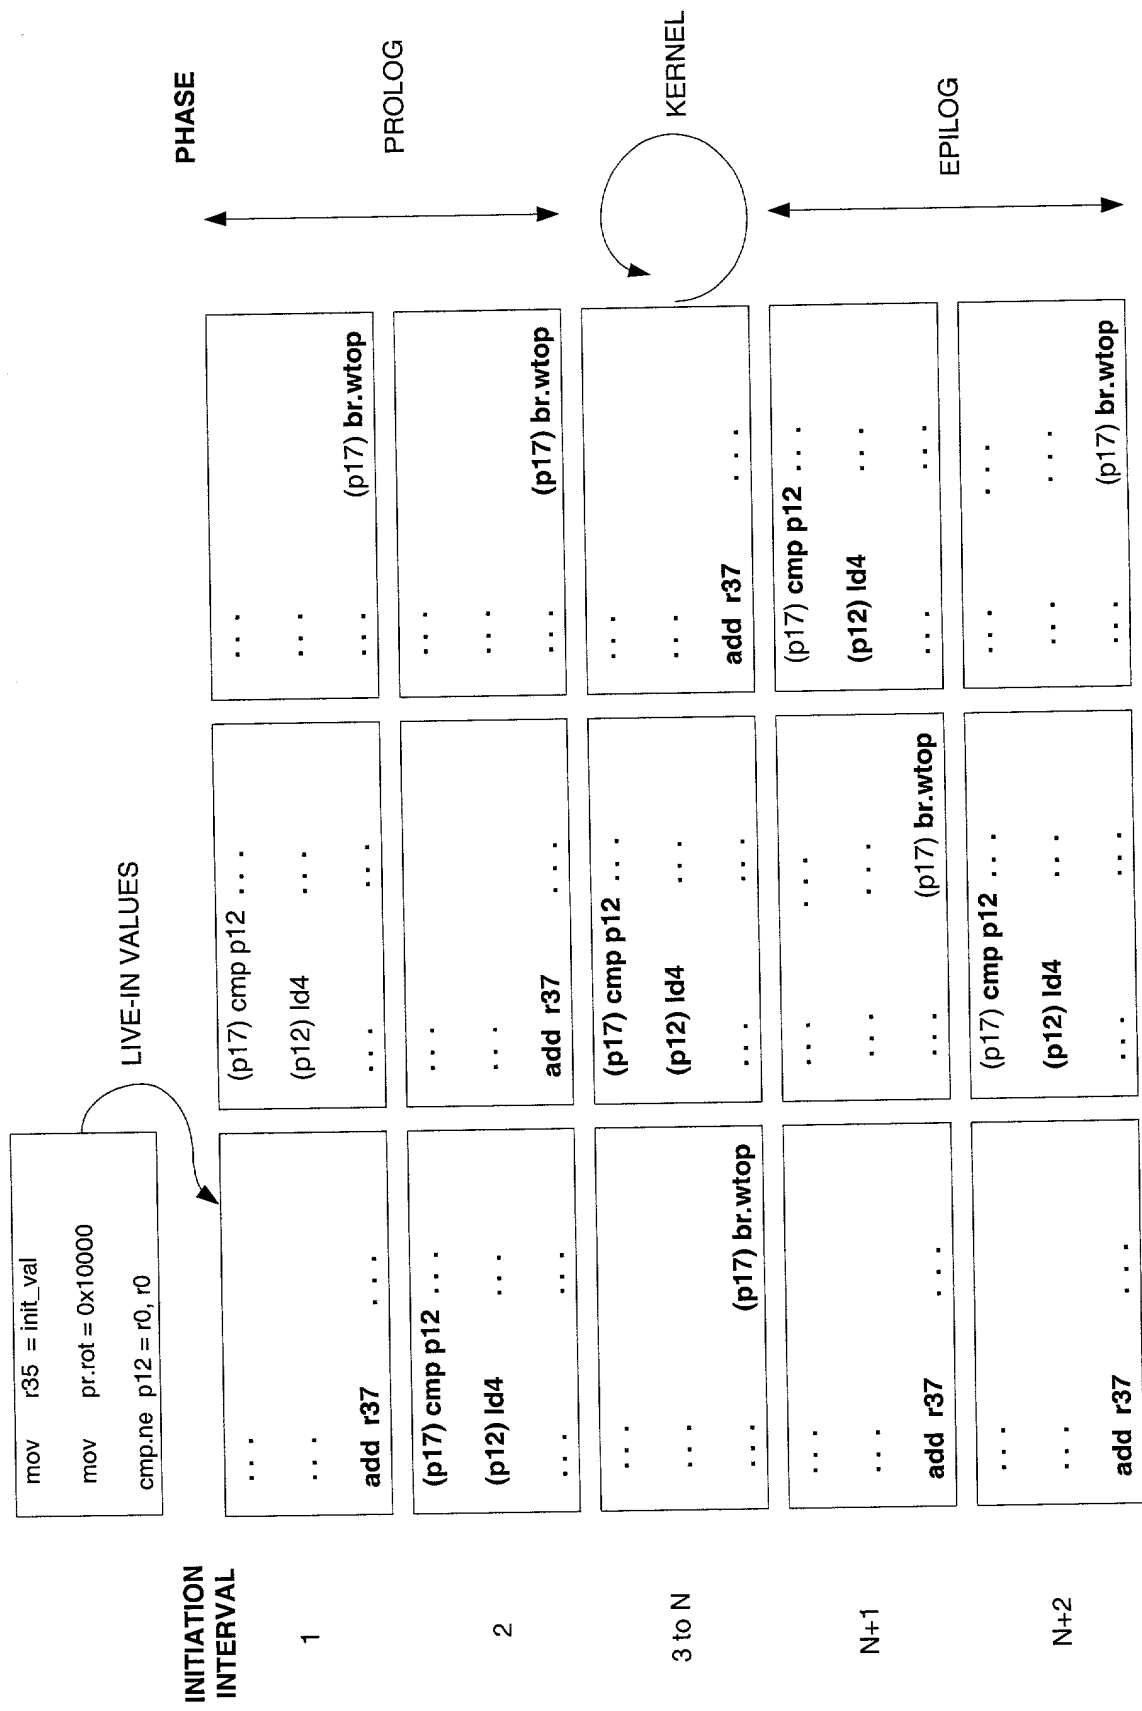 mov r35 = init_val
mov pr.rot = 0x10000
cmp.ne p12 = r0, r0
LIVE-IN VALUES
INITIATION
INTERVAL
PHASE
1
...
...
add r37 ...
(p17) cmp p12 ...
(p12) ld4 ...
... ...
...
...
... (p17) br.wtop
PROLOG
2
(p17) cmp p12 ...
(p12) ld4 ...
... ...
...
...
add r37 ...
...
...
... (p17) br.wtop
3 to N
...
...
... (p17) br.wtop
(p17) cmp p12 ...
(p12) ld4 ...
... ...
...
...
add r37 ...
KERNEL
N+1
...
...
add r37 ...
... ...
... ...
... (p17) br.wtop
(p17) cmp p12 ...
(p12) ld4 ...
... ...
EPILOG
N+2
...
...
add r37 ...
(p17) cmp p12 ...
(p12) ld4 ...
... ...
... ...
... ...
... (p17) br.wtop